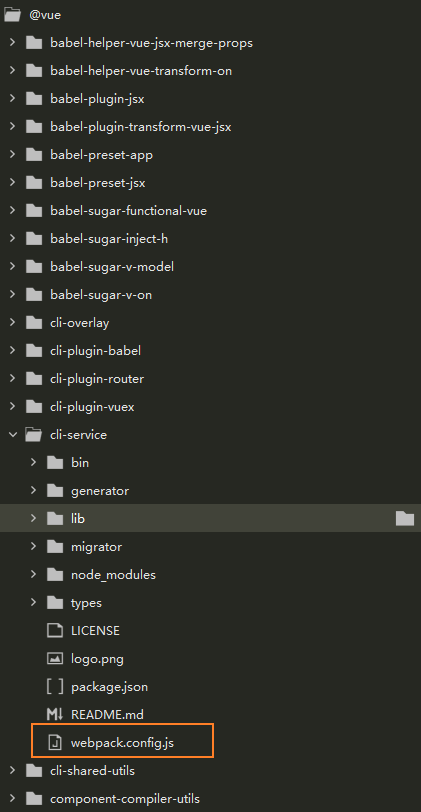 @vue
babel-helper-vue-jsx-merge-props
babel-helper-vue-transform-on
babel-plugin-jsx
babel-plugin-transform-vue-jsx
babel-preset-app
babel-preset-jsx
babel-sugar-functional-vue
babel-sugar-inject-h
babel-sugar-v-model
babel-sugar-v-on
cli-overlay
cli-plugin-babel
cli-plugin-router
cli-plugin-vuex
cli-service
bin
generator
lib
migrator
node_modules
types
LICENSE
logo.png
package.json
README.md
webpack.config.js
cli-shared-utils
component-compiler-utils